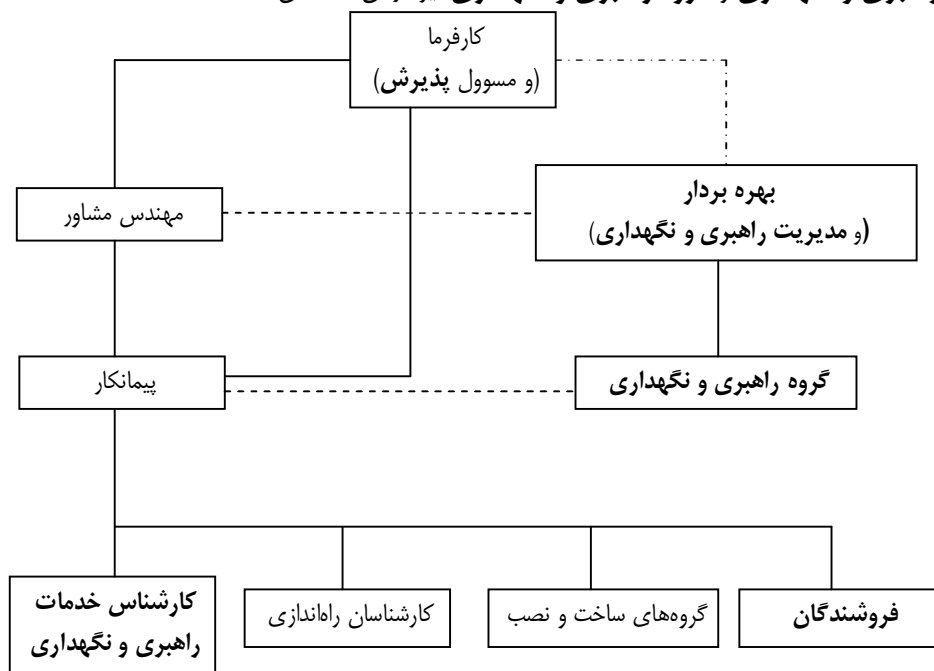 کارفرما
(و مسوول پذیرش)
بهره بردار
(و مدیریت راهبری و نگهداری)
مهندس مشاور
گروه راهبری و نگهداری
پیمانکار
فروشندگان
گروه‌های ساخت و نصب
کارشناسان راه‌اندازی
کارشناس خدمات
راهبری و نگهداری